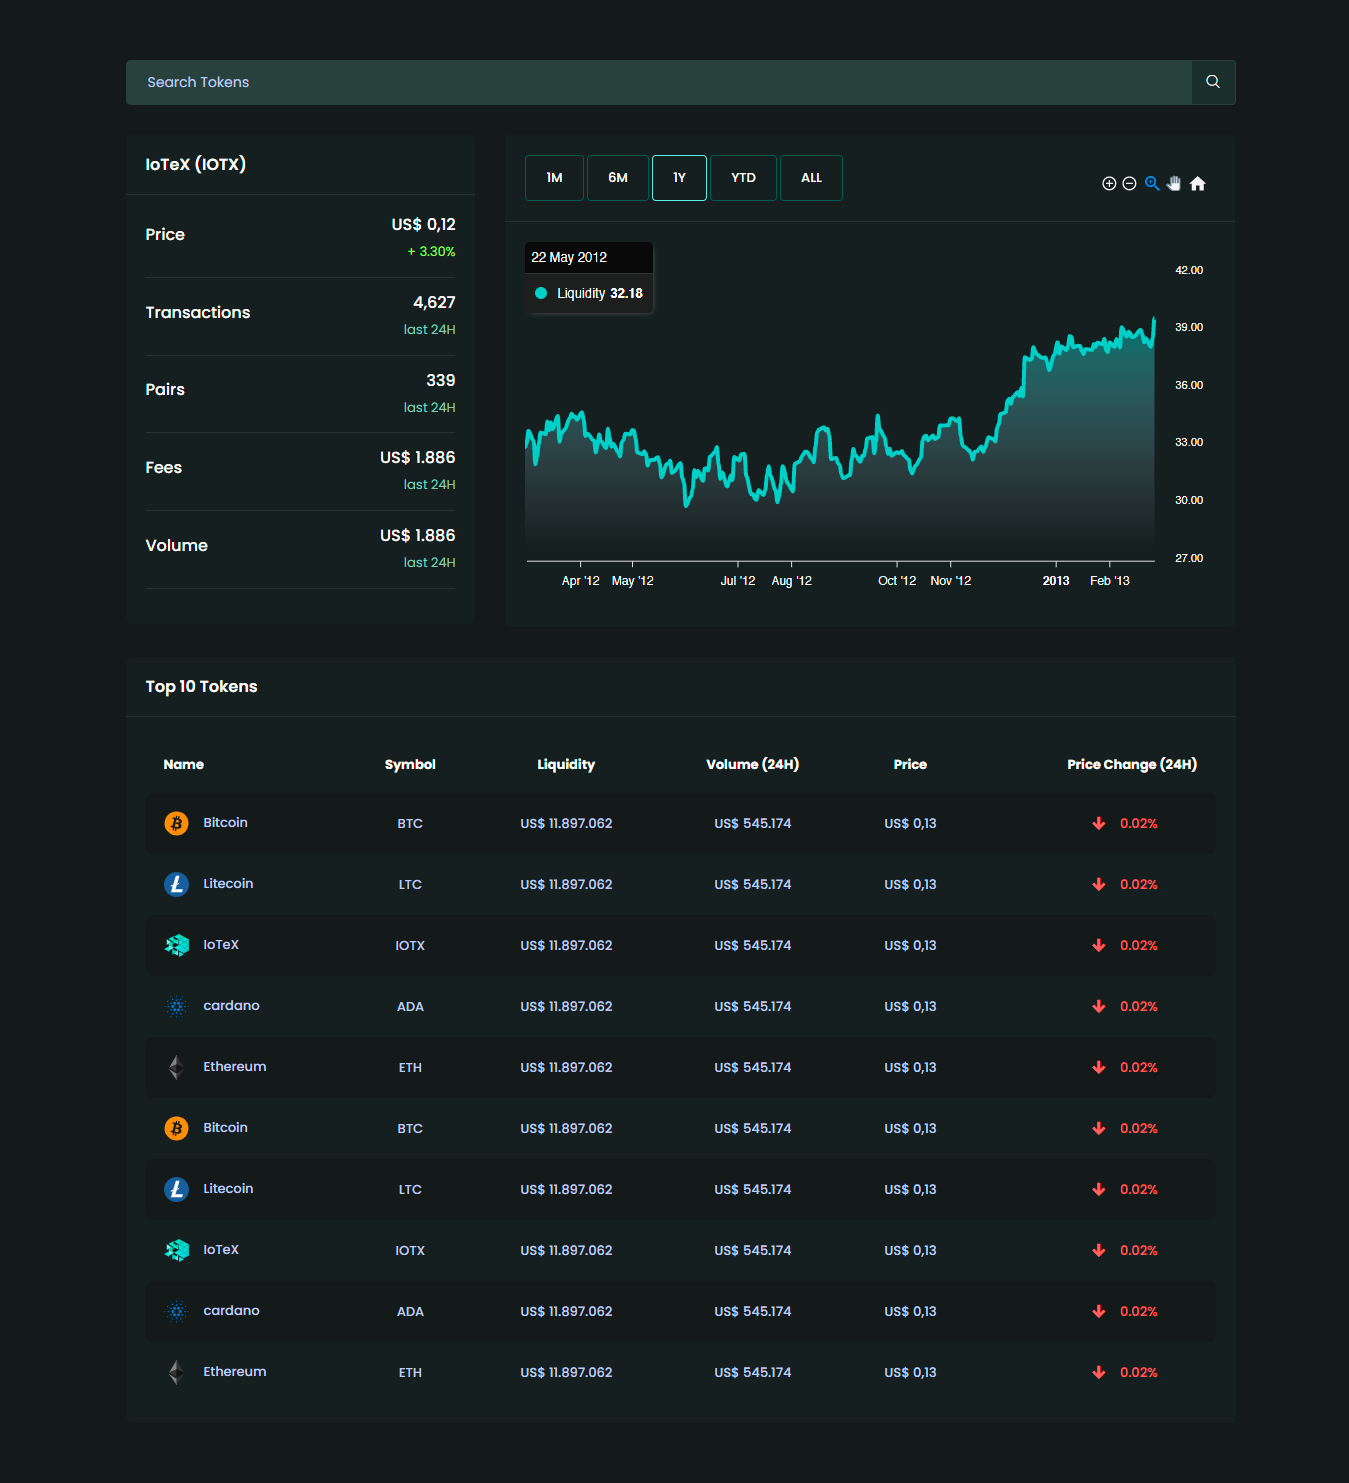 Search Tokens
IoTeX (IOTX)
Price
US$ 0,12
+ 3.30%
Transactions
4,627
last 24H
Pairs
339
last 24H
Fees
US$ 1.886
last 24H
Volume
US$ 1.886
last 24H
1M 6M 1Y YTD ALL
22 May 2012
Liquidity 32.18
42.00
39.00
36.00
33.00
30.00
27.00
Apr '12 May '12 Jul '12 Aug '12 Oct '12 Nov '12 2013 Feb '13
Top 10 Tokens
Name Symbol Liquidity Volume (24H) Price Price Change (24H)
Bitcoin BTC US$ 11.897.062 US$ 545.174 US$ 0,13 0.02%
Litecoin LTC US$ 11.897.062 US$ 545.174 US$ 0,13 0.02%
IoTeX IOTX US$ 11.897.062 US$ 545.174 US$ 0,13 0.02%
cardano ADA US$ 11.897.062 US$ 545.174 US$ 0,13 0.02%
Ethereum ETH US$ 11.897.062 US$ 545.174 US$ 0,13 0.02%
Bitcoin BTC US$ 11.897.062 US$ 545.174 US$ 0,13 0.02%
Litecoin LTC US$ 11.897.062 US$ 545.174 US$ 0,13 0.02%
IoTeX IOTX US$ 11.897.062 US$ 545.174 US$ 0,13 0.02%
cardano ADA US$ 11.897.062 US$ 545.174 US$ 0,13 0.02%
Ethereum ETH US$ 11.897.062 US$ 545.174 US$ 0,13 0.02%